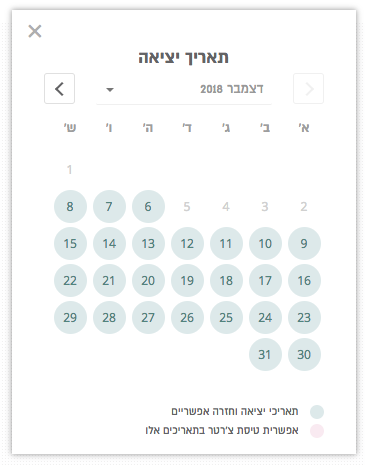 תאריך יציאה
דצמבר 2018
א' ב' ג' ד' ה' ו' ש'
1
2 3 4 5 6 7 8
9 10 11 12 13 14 15
16 17 18 19 20 21 22
23 24 25 26 27 28 29
30 31
תאריכי יציאה וחזרה אפשריים
אפשרית טיסת צ'רטר בתאריכים אלו